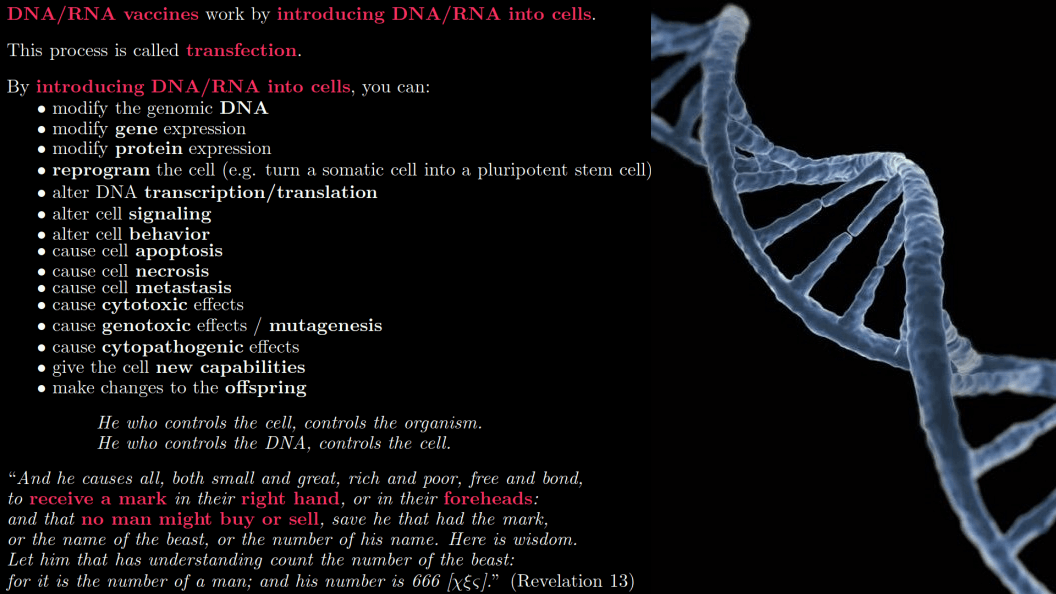 DNA/RNA vaccines work by introducing DNA/RNA into cells.
This process is called transfection.
By introducing DNA/RNA into cells, you can:
• modify the genomic DNA
• modify gene expression
• modify protein expression
• reprogram the cell (e.g. turn a somatic cell into a pluripotent stem cell)
• alter DNA transcription/translation
• alter cell signaling
• alter cell behavior
• cause cell apoptosis
• cause cell necrosis
• cause cell metastasis
• cause cytotoxic effects
• cause genotoxic effects / mutagenesis
• cause cytopathogenic effects
• give the cell new capabilities
• make changes to the offspring
He who controls the cell, controls the organism.
He who controls the DNA, controls the cell.
“And he causes all, both small and great, rich and poor, free and bond,
to receive a mark in their right hand, or in their foreheads:
and that no man might buy or sell, save he that had the mark,
or the name of the beast, or the number of his name. Here is wisdom.
Let him that has understanding count the number of the beast:
for it is the number of a man; and his number is 666 [χξς].” (Revelation 13)